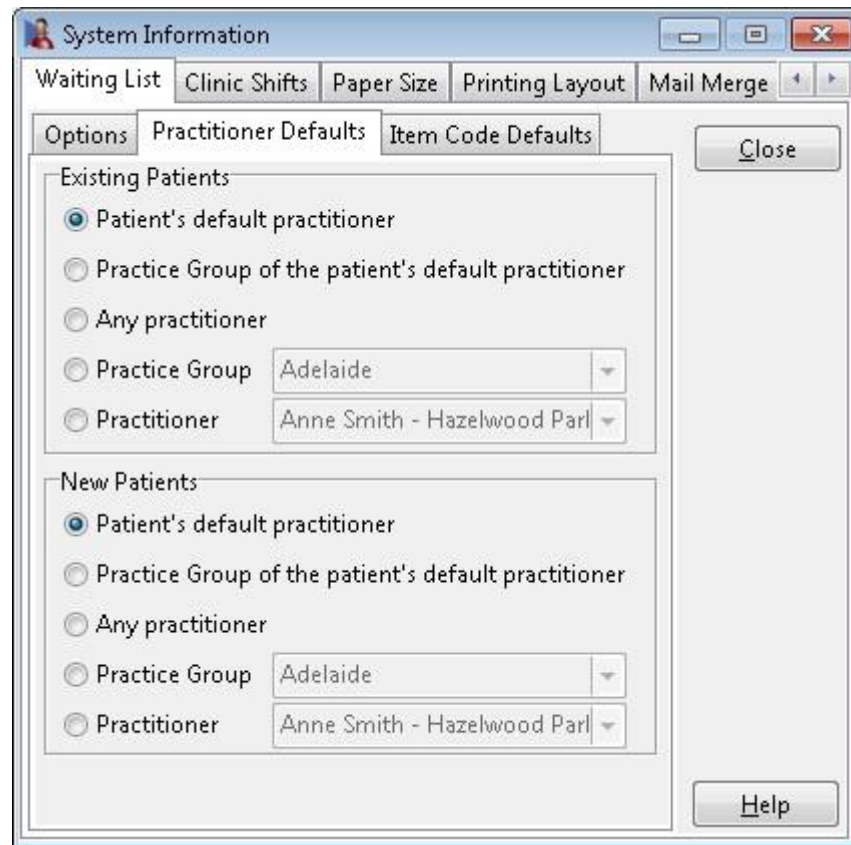 System Information
Waiting List Clinic Shifts Paper Size Printing Layout Mail Merge
Options Practitioner Defaults Item Code Defaults
Close
Existing Patients
Patient's default practitioner
Practice Group of the patient's default practitioner
Any practitioner
Practice Group Adelaide
Practitioner Anne Smith - Hazelwood Parl
New Patients
Patient's default practitioner
Practice Group of the patient's default practitioner
Any practitioner
Practice Group Adelaide
Practitioner Anne Smith - Hazelwood Parl
Help